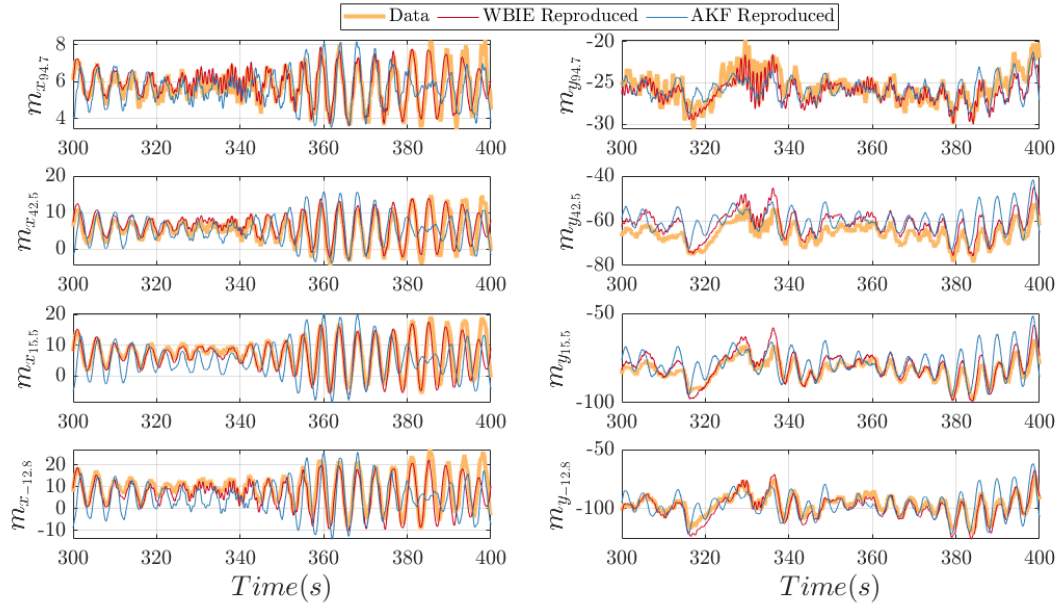 Data WBIE Reproduced AKF Reproduced
m_{x_{94.7}}
8
6
4
300 320 340 360 380 400
m_{y_{94.7}}
-20
-25
-30
300 320 340 360 380 400
m_{x_{42.5}}
20
10
0
300 320 340 360 380 400
m_{y_{42.5}}
-40
-60
-80
300 320 340 360 380 400
m_{x_{15.5}}
20
10
0
300 320 340 360 380 400
m_{y_{15.5}}
-50
-100
300 320 340 360 380 400
m_{x_{-12.8}}
20
10
0
-10
300 320 340 360 380 400
Time(s)
m_{y_{-12.8}}
-50
-100
300 320 340 360 380 400
Time(s)